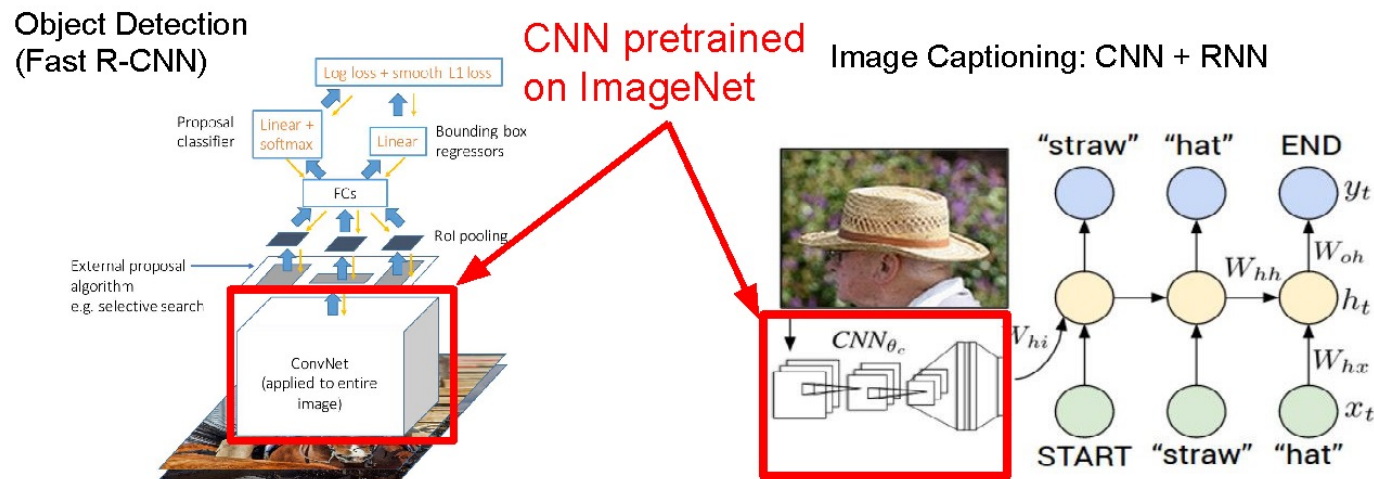 Object Detection
(Fast R-CNN)
Log loss + smooth L1 loss
Proposal
classifier
Linear +
softmax
Linear
Bounding box
regressors
FCs
RoI pooling
External proposal
algorithm
e.g. selective search
ConvNet
(applied to entire
image)
CNN pretrained
on ImageNet
Image Captioning: CNN + RNN
"straw" "hat" END
y_t
W_hh
W_oh
h_t
CNN_θ_c
W_hi
W_hx
x_t
START "straw" "hat"